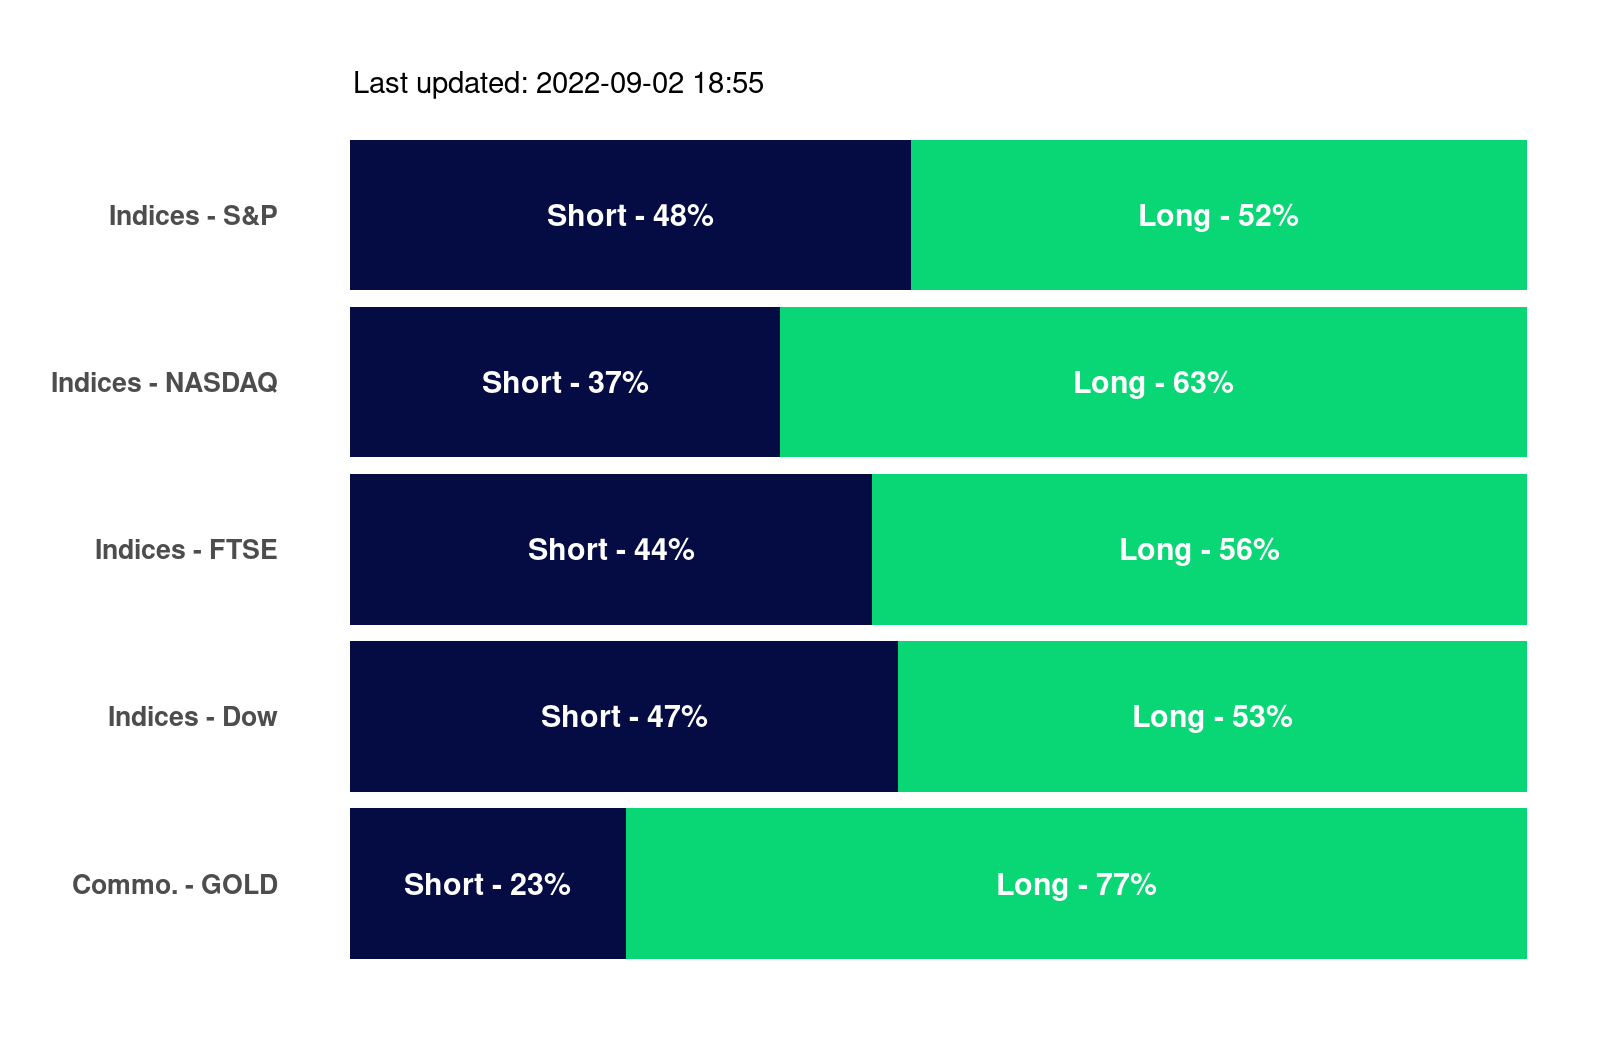 Last updated: 2022-09-02 18:55
Indices - S&P Short - 48% Long - 52%
Indices - NASDAQ Short - 37% Long - 63%
Indices - FTSE Short - 44% Long - 56%
Indices - Dow Short - 47% Long - 53%
Commo. - GOLD Short - 23% Long - 77%